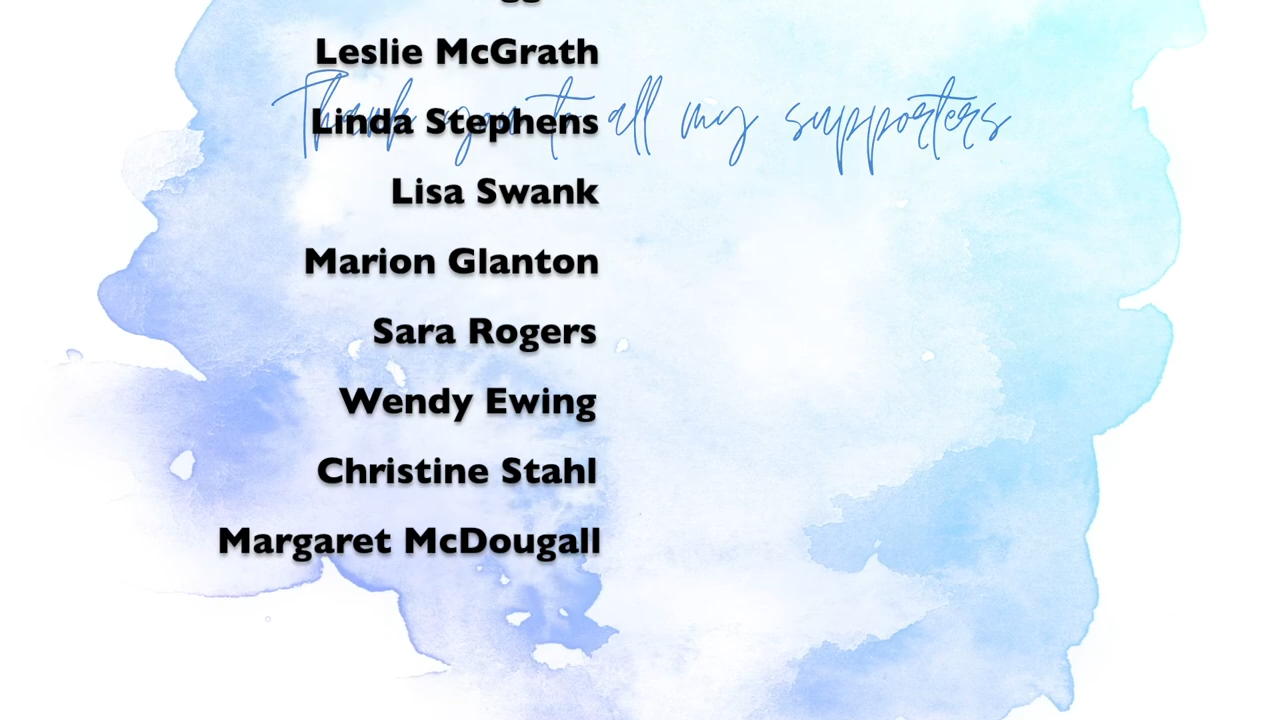 Leslie McGrath
Thank you to all my supporters
Linda Stephens
Lisa Swank
Marion Glanton
Sara Rogers
Wendy Ewing
Christine Stahl
Margaret McDougall